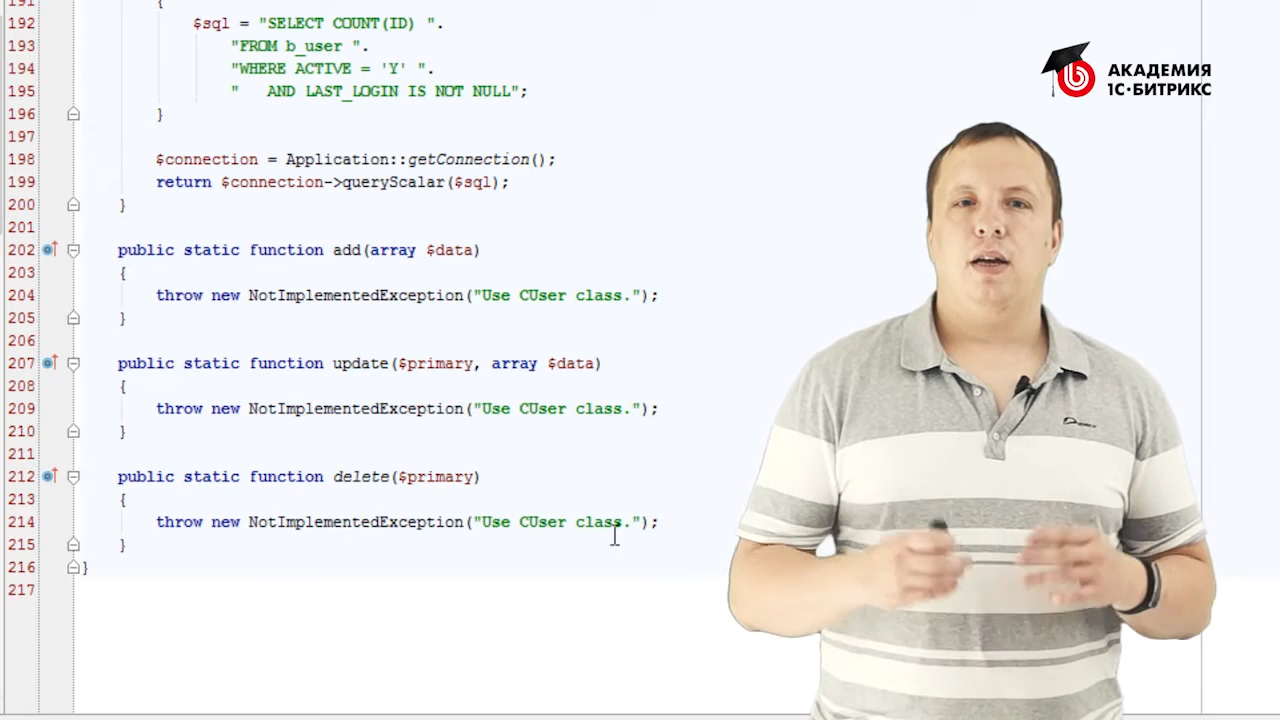 191 {
192 $sql = "SELECT COUNT(ID) ".
193 "FROM b_user ".
194 "WHERE ACTIVE = 'Y' ".
195 "   AND LAST_LOGIN IS NOT NULL";
196 }
197
198 $connection = Application::getConnection();
199 return $connection->queryScalar($sql);
200 }
201
202 public static function add(array $data)
203 {
204 throw new NotImplementedException("Use CUser class.");
205 }
206
207 public static function update($primary, array $data)
208 {
209 throw new NotImplementedException("Use CUser class.");
210 }
211
212 public static function delete($primary)
213 {
214 throw new NotImplementedException("Use CUser class.");
215 }
216 }
217
АКАДЕМИЯ
1С·БИТРИКС